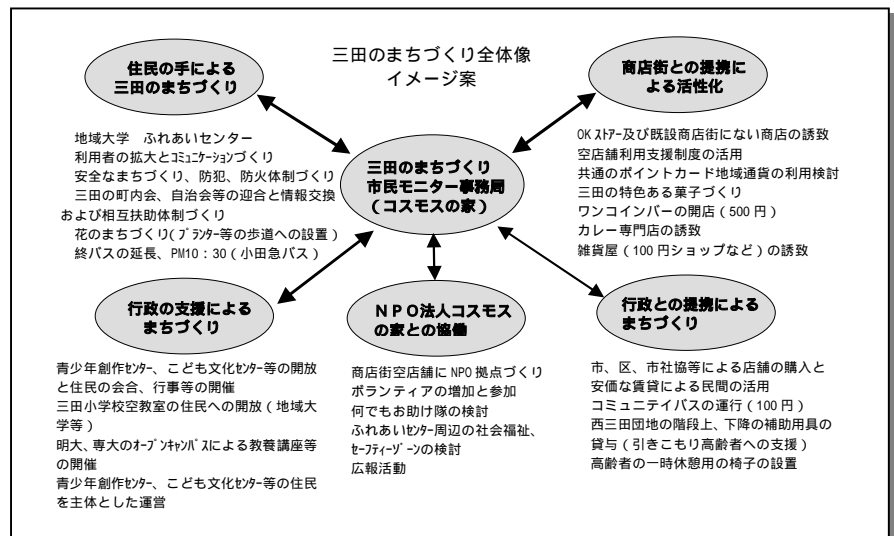 三田のまちづくり全体像
イメージ案
住民の手による
三田のまちづくり
地域大学　ふれあいセンター
利用者の拡大とコミュニケーションづくり
安全なまちづくり、防犯、防火体制づくり
三田の町内会、自治会等の迎合と情報交換
および相互扶助体制づくり
花のまちづくり(プランター等の歩道への設置)
終バスの延長、PM10：30（小田急バス）
商店街との提携に
よる活性化
OKストアー及び既設商店街にない商店の誘致
空店舗利用支援制度の活用
共通のポイントカード地域通貨の利用検討
三田の特色ある菓子づくり
ワンコインバーの開店（500円）
カレー専門店の誘致
雑貨屋（100円ショップなど）の誘致
三田のまちづくり
市民モニター事務局
（コスモスの家）
行政の支援による
まちづくり
青少年創作センター、こども文化センター等の開放
と住民の会合、行事等の開催
三田小学校空教室の住民への開放（地域大
学等）
明大、専大のオープンキャンパスによる教養講座等
の開催
青少年創作センター、こども文化センター等の住民
を主体とした運営
ＮＰＯ法人コスモス
の家との協働
商店街空店舗にNPO拠点づくり
ボランティアの増加と参加
何でもお助け隊の検討
ふれあいセンター周辺の社会福祉、
セーフティーゾーンの検討
広報活動
行政との提携による
まちづくり
市、区、市社協等による店舗の購入と
安価な賃貸による民間の活用
コミュニテイバスの運行（100円）
西三田団地の階段上、下降の補助用具の
貸与（引きこもり高齢者への支援）
高齢者の一時休憩用の椅子の設置